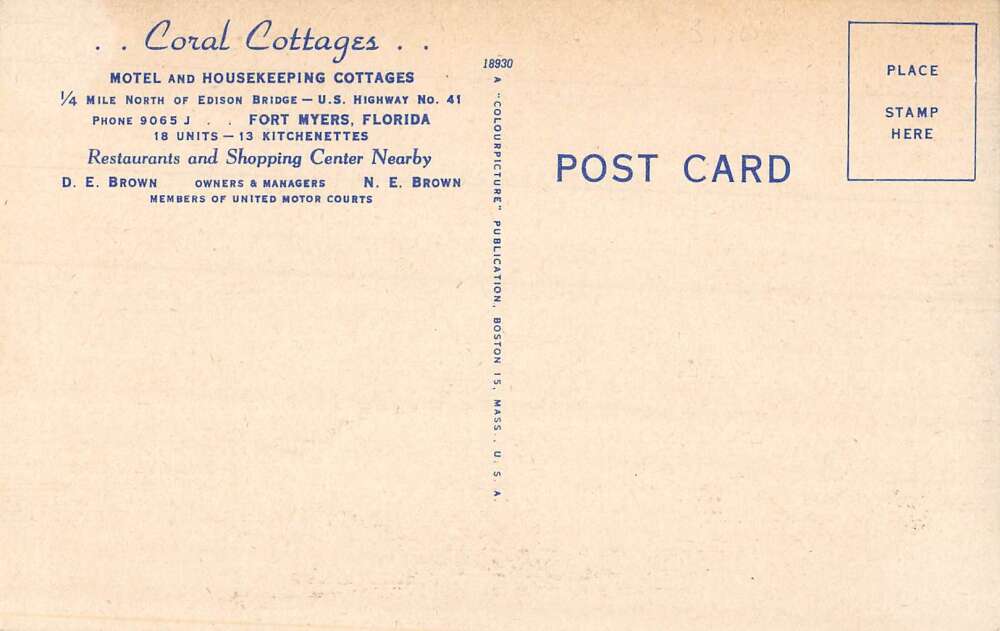 . . Coral Cottages . .
MOTEL AND HOUSEKEEPING COTTAGES
1/4 MILE NORTH OF EDISON BRIDGE — U.S. HIGHWAY NO. 41
PHONE 9065 J . . FORT MYERS, FLORIDA
18 UNITS — 13 KITCHENETTES
Restaurants and Shopping Center Nearby
D. E. BROWN OWNERS & MANAGERS N. E. BROWN
MEMBERS OF UNITED MOTOR COURTS
18930
A "COLOURPICTURE" PUBLICATION, BOSTON 15, MASS., U. S. A.
POST CARD
PLACE
STAMP
HERE